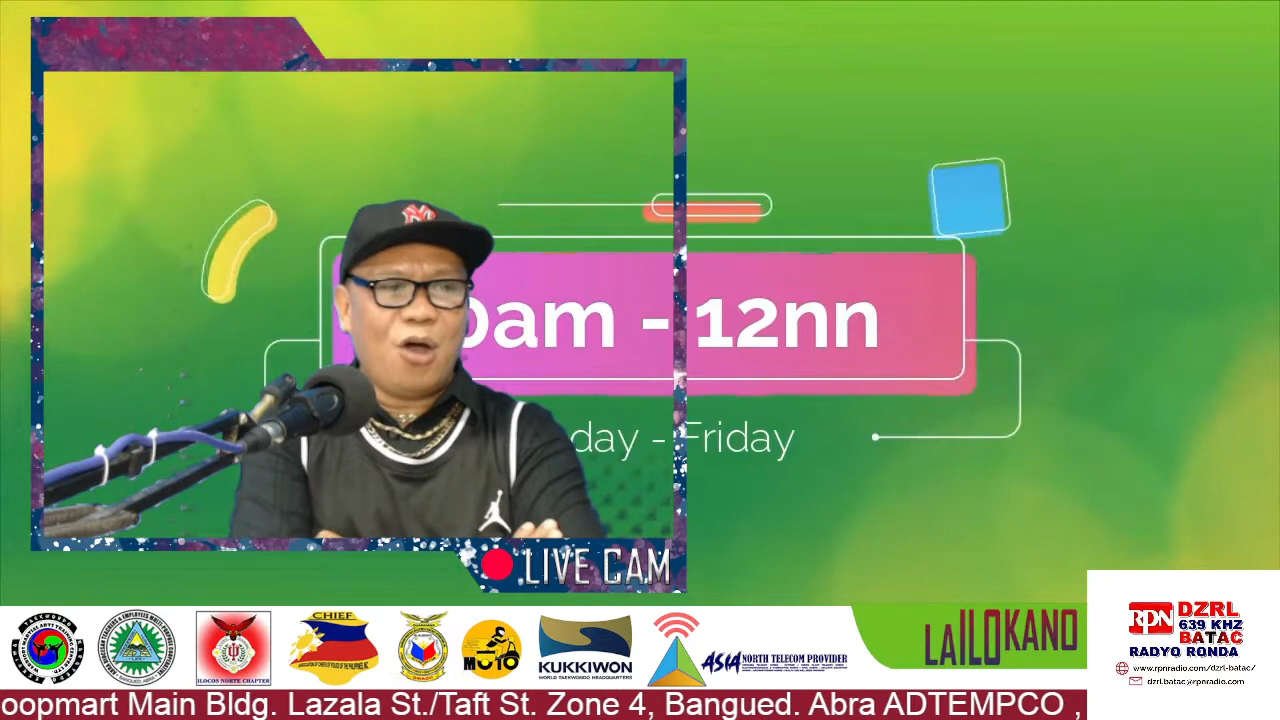 0am - 12nn
day - Friday
LIVE CAM
CHIEF
ILOCOS NORTE CHAPTER
MUTO
KUKKIWON
WORLD TAEKWONDO HEADQUARTERS
ASIA NORTH TELECOM PROVIDER
LAILOKANO
RPN
DZRL
639 KHZ
BATAC
RADYO RONDA
www.rpnradio.com/dzrl-batac/
dzrl.batac@rpnradio.com
oopmart Main Bldg. Lazala St./Taft St. Zone 4, Bangued. Abra ADTEMPCO ,